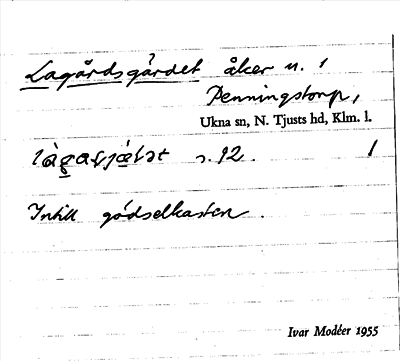 Lagårdsgärdet åker u. 1
Penningstorp,
Ukna sn, N. Tjusts hd, Klm. l.
s. 12. 1
Intill gödselkasten.
Ivar Modéer 1955